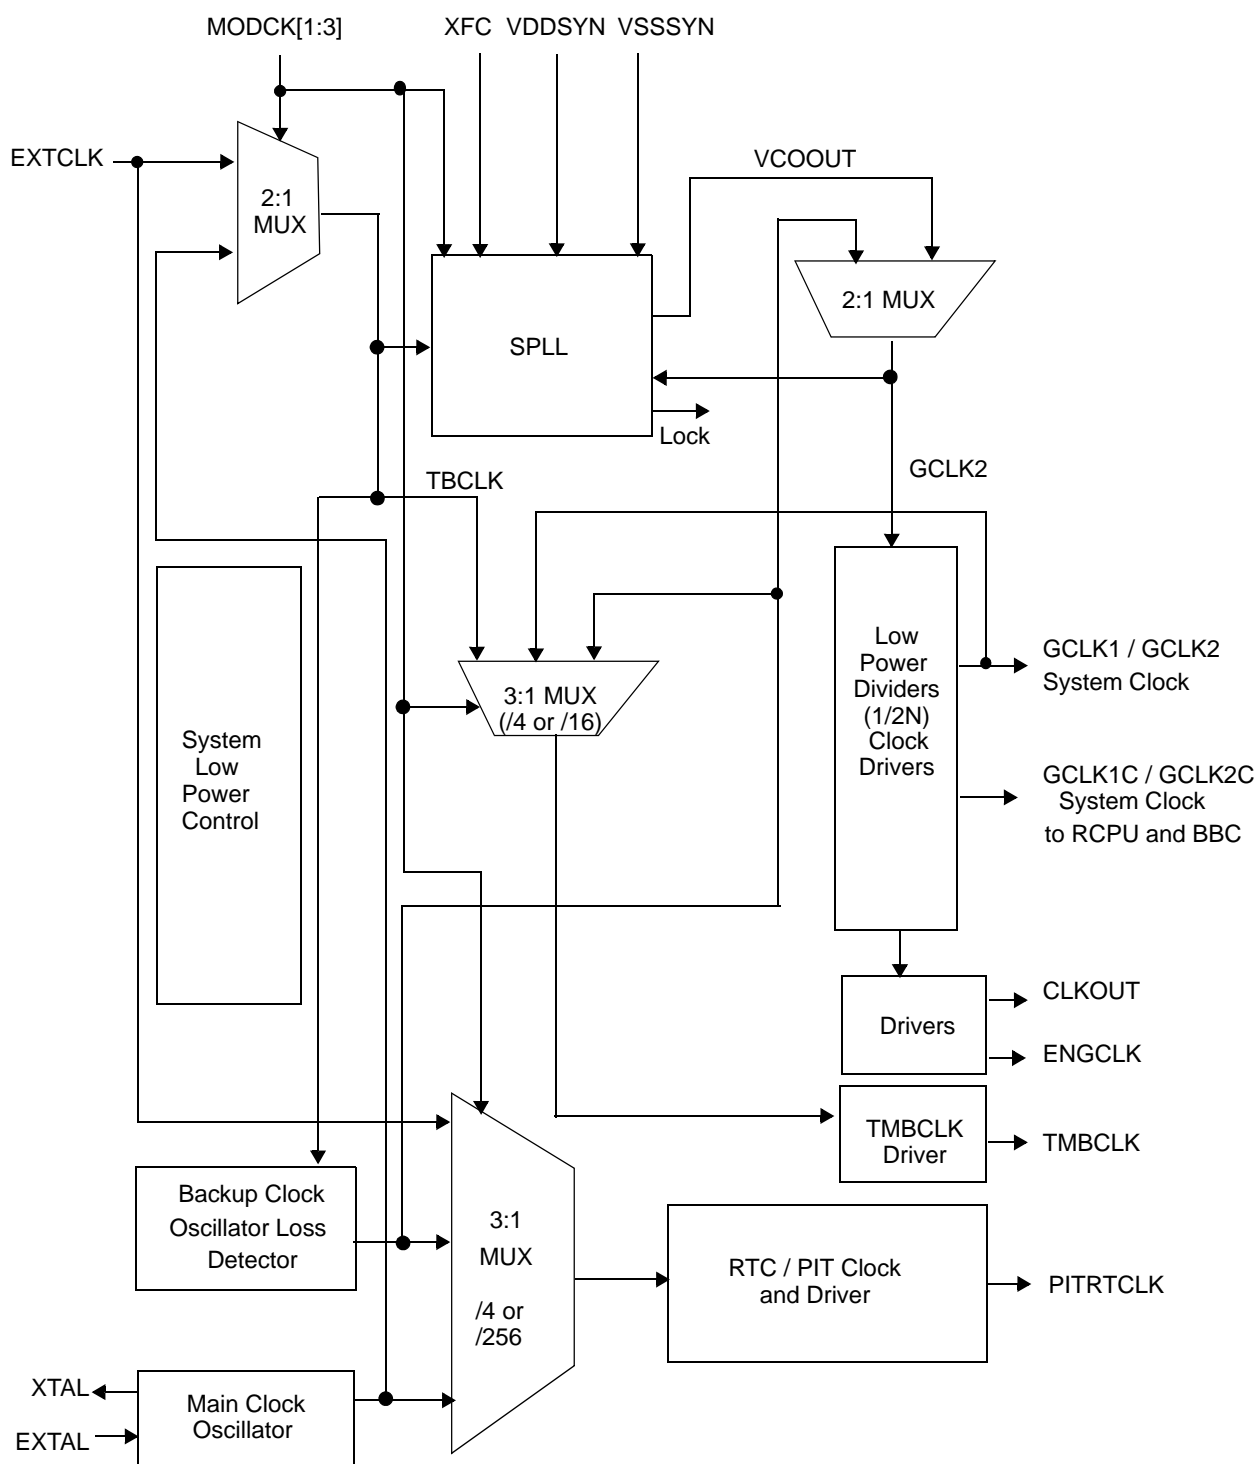 MODCK[1:3]
XFC
VDDSYN
VSSSYN
EXTCLK
2:1
MUX
VCOOUT
2:1 MUX
SPLL
Lock
GCLK2
TBCLK
3:1 MUX
(/4 or /16)
System
Low
Power
Control
Low
Power
Dividers
(1/2N)
Clock
Drivers
GCLK1 / GCLK2
System Clock
GCLK1C / GCLK2C
System Clock
to RCPU and BBC
Drivers
CLKOUT
ENGCLK
TMBCLK
Driver
TMBCLK
Backup Clock
Oscillator Loss
Detector
3:1
MUX
/4 or
/256
RTC / PIT Clock
and Driver
PITRTCLK
XTAL
EXTAL
Main Clock
Oscillator